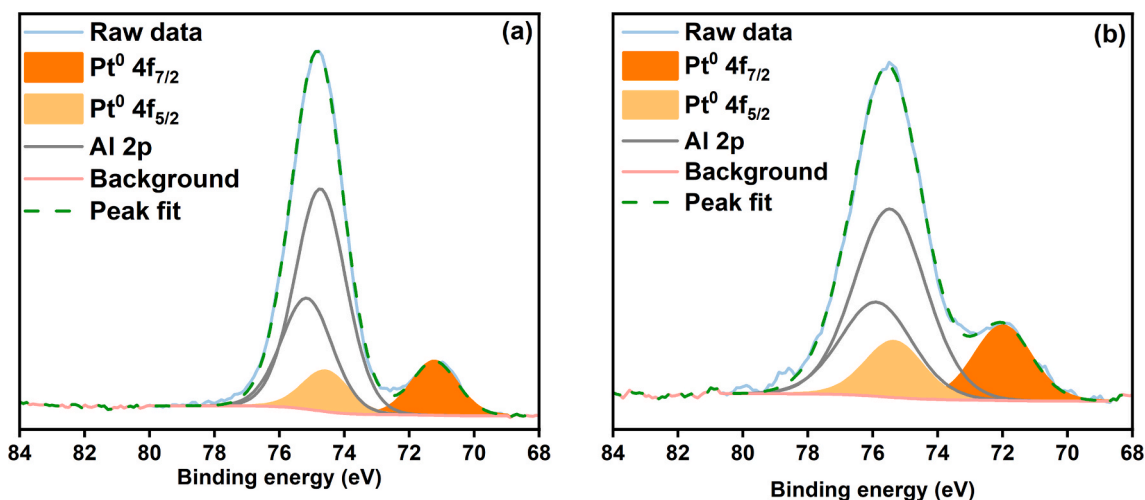 (a)
Raw data
Pt⁰ 4f₇/₂
Pt⁰ 4f₅/₂
Al 2p
Background
Peak fit
84 82 80 78 76 74 72 70 68
Binding energy (eV)
(b)
Raw data
Pt⁰ 4f₇/₂
Pt⁰ 4f₅/₂
Al 2p
Background
Peak fit
84 82 80 78 76 74 72 70 68
Binding energy (eV)